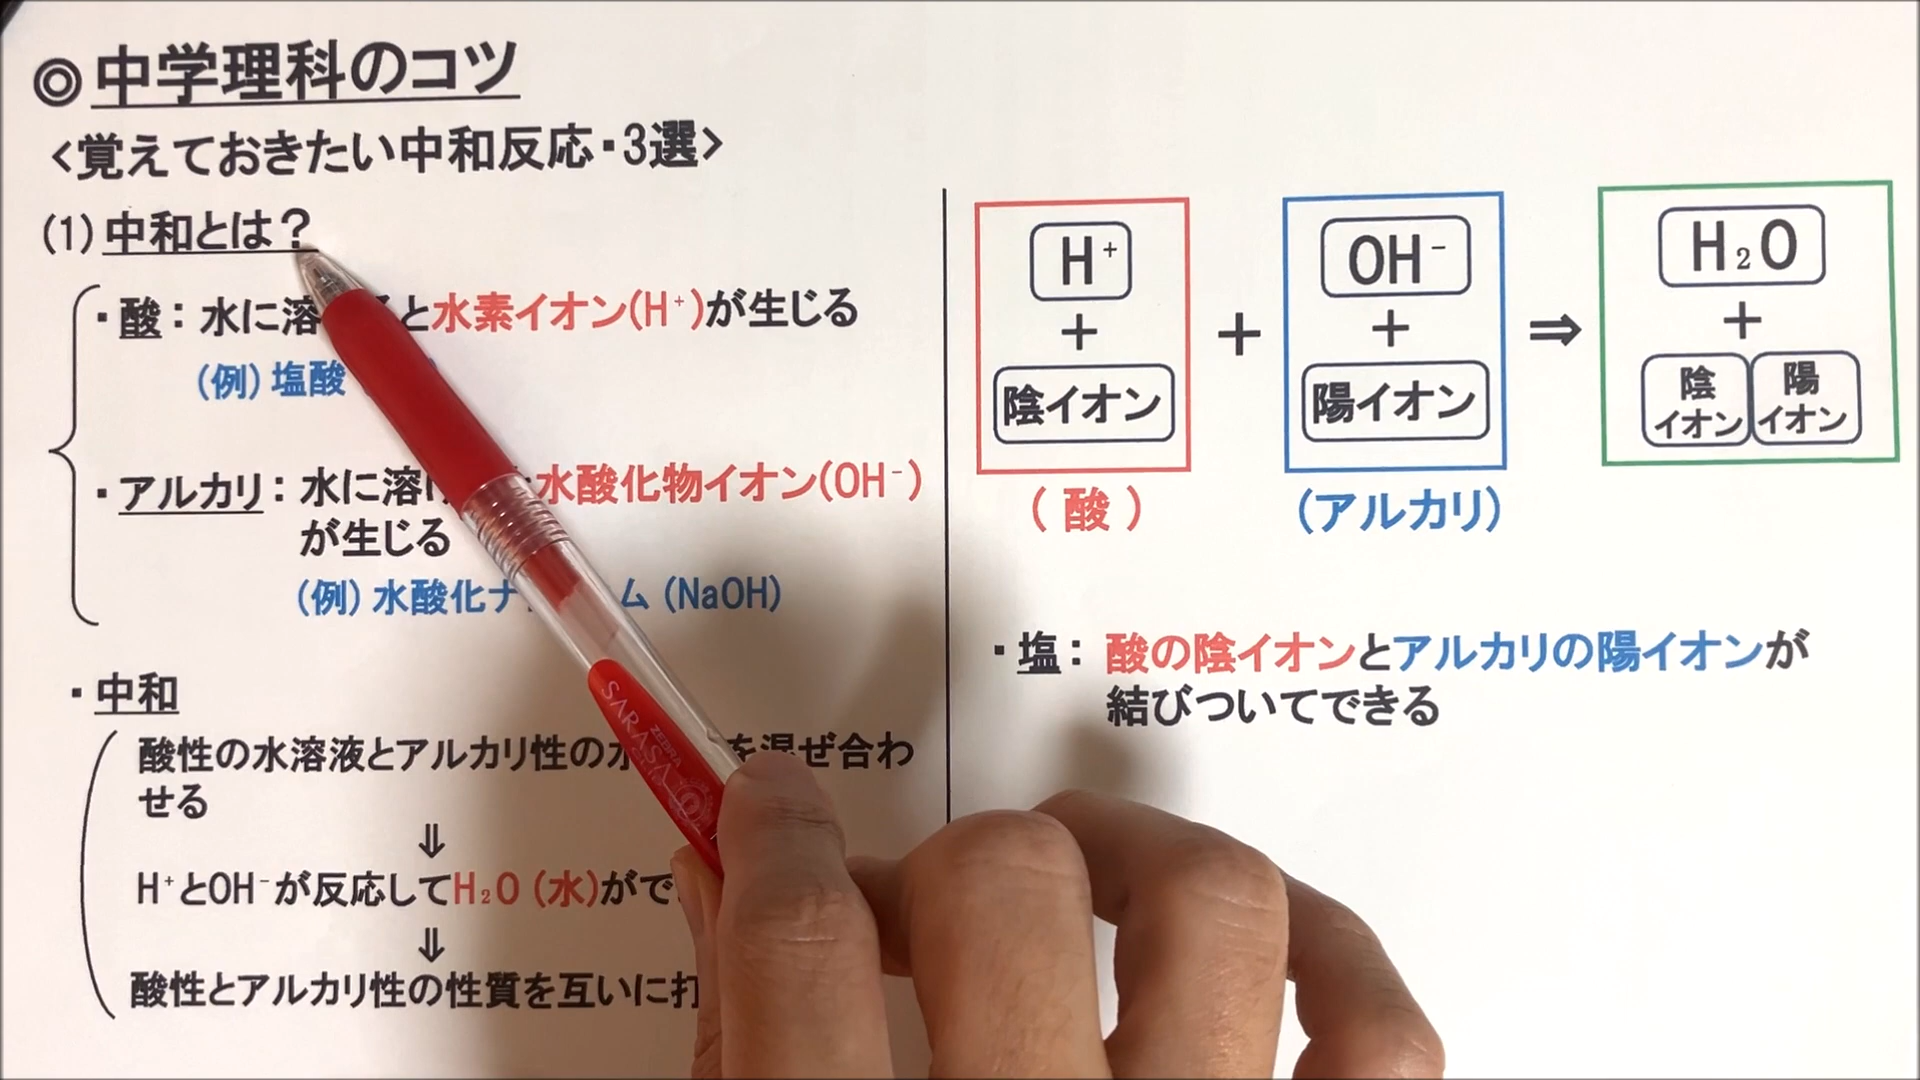 ◎中学理科のコツ
<覚えておきたい中和反応・3選>
(1)中和とは？
・酸：水に溶 と水素イオン(H⁺)が生じる
(例)塩酸
・アルカリ：水に溶 水酸化物イオン(OH⁻)
が生じる
(例)水酸化ナ ム(NaOH)
・中和
酸性の水溶液とアルカリ性の水 を混ぜ合わ
せる
⇓
H⁺とOH⁻が反応してH₂O(水)がで
⇓
酸性とアルカリ性の性質を互いに打
H⁺
+
陰イオン
(酸)
+
OH⁻
+
陽イオン
(アルカリ)
⇒
H₂O
+
陰イオン 陽イオン
・塩：酸の陰イオンとアルカリの陽イオンが
結びついてできる
SARASA
ZEBRA